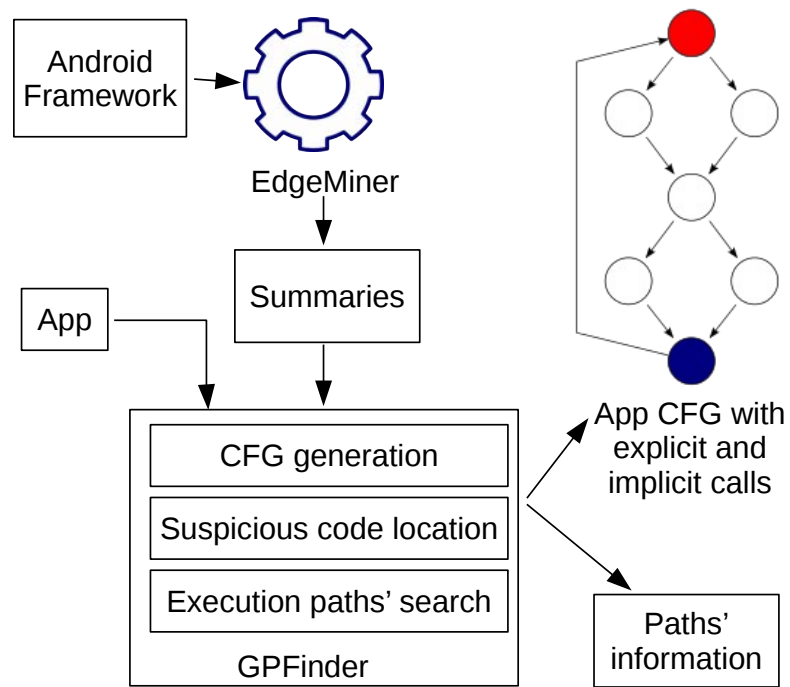 Android
Framework
EdgeMiner
Summaries
App
CFG generation
Suspicious code location
Execution paths’ search
GPFinder
App CFG with
explicit and
implicit calls
Paths’
information